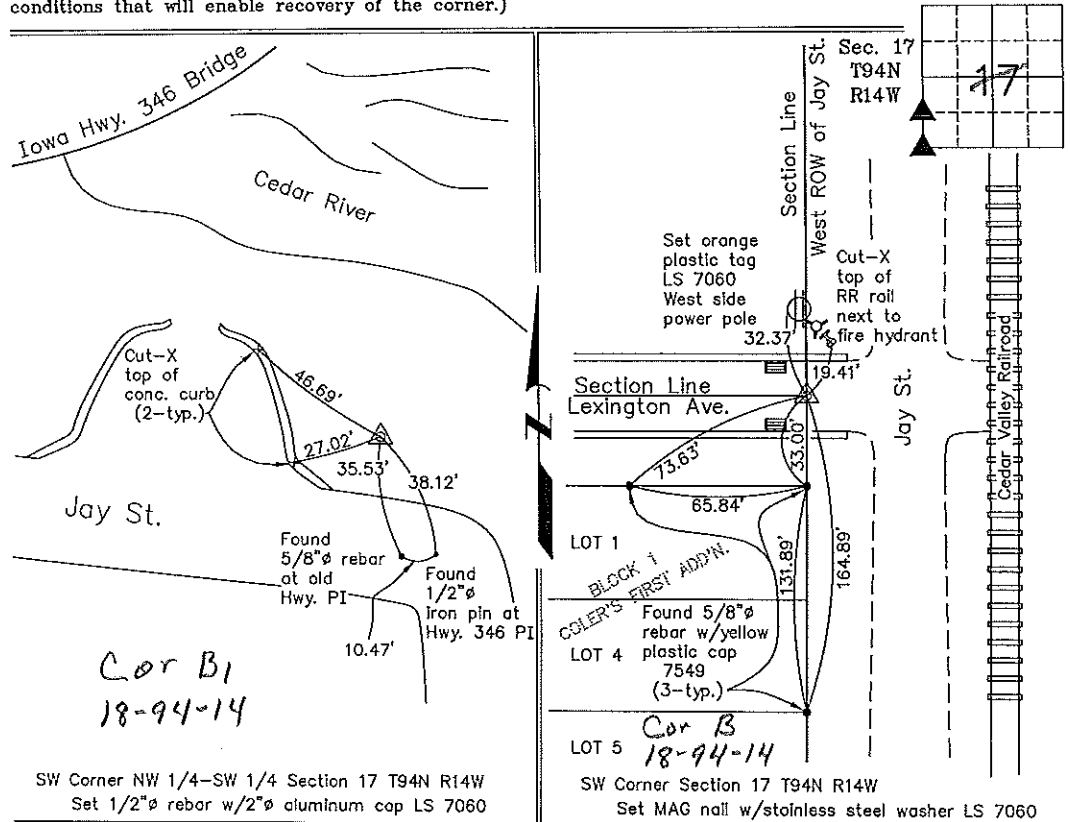 conditions that will enable recovery of the corner.)
Iowa Hwy. 346 Bridge
Cedar River
Cut-X
top of
conc. curb
(2-typ.)
46.69'
27.02'
35.53'
38.12'
Jay St.
Found
5/8"ø rebar
at old
Hwy. PI
Found
1/2"ø
iron pin at
Hwy. 346 PI
10.47'
Cor B1
18-94-14
SW Corner NW 1/4-SW 1/4 Section 17 T94N R14W
Set 1/2"ø rebar w/2"ø aluminum cap LS 7060
Sec. 17
T94N
R14W
17
Section Line
West ROW of Jay St.
Set orange
plastic tag
LS 7060
West side
power pole
Cut-X
top of
RR rail
next to
fire hydrant
32.37'
19.41'
Section Line
Lexington Ave.
Jay St.
Cedar Valley Railroad
73.63'
33.00'
65.84'
131.89'
164.89'
LOT 1
BLOCK 1
COLER'S FIRST ADD'N.
LOT 4
Found 5/8"ø
rebar w/yellow
plastic cap
7549
(3-typ.)
LOT 5
Cor B
18-94-14
SW Corner Section 17 T94N R14W
Set MAG nail w/stainless steel washer LS 7060